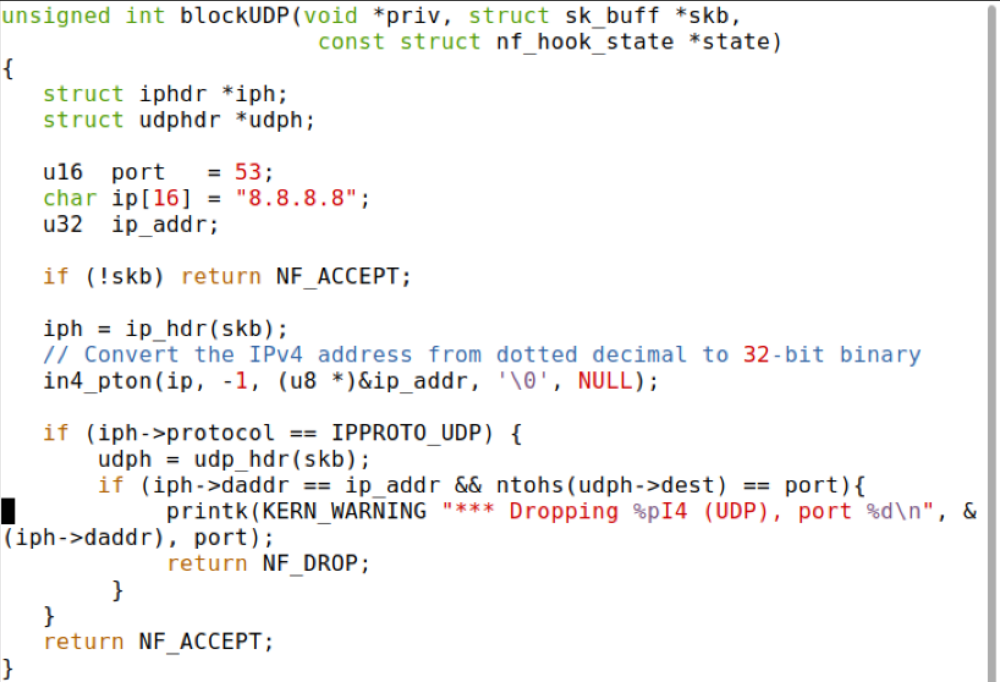 unsigned int blockUDP(void *priv, struct sk_buff *skb,
                       const struct nf_hook_state *state)
{
   struct iphdr *iph;
   struct udphdr *udph;

   u16  port   = 53;
   char ip[16] = "8.8.8.8";
   u32  ip_addr;

   if (!skb) return NF_ACCEPT;

   iph = ip_hdr(skb);
   // Convert the IPv4 address from dotted decimal to 32-bit binary
   in4_pton(ip, -1, (u8 *)&ip_addr, '\0', NULL);

   if (iph->protocol == IPPROTO_UDP) {
       udph = udp_hdr(skb);
       if (iph->daddr == ip_addr && ntohs(udph->dest) == port){
            printk(KERN_WARNING "*** Dropping %pI4 (UDP), port %d\n", &
(iph->daddr), port);
            return NF_DROP;
        }
   }
   return NF_ACCEPT;
}